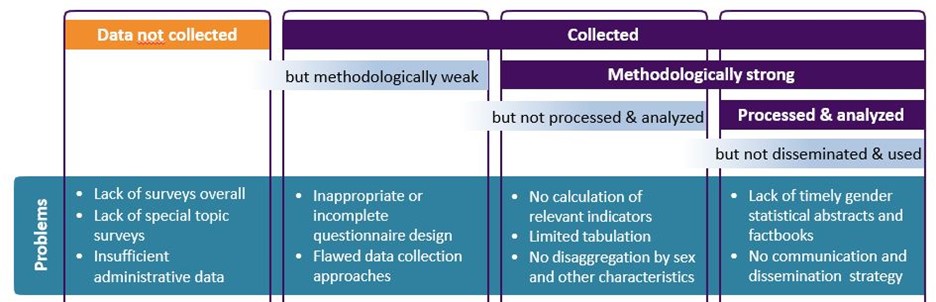 Data not collected
Collected
but methodologically weak
Methodologically strong
but not processed & analyzed
Processed & analyzed
but not disseminated & used
Problems
• Lack of surveys overall
• Lack of special topic
surveys
• Insufficient
administrative data
• Inappropriate or
incomplete
questionnaire design
• Flawed data collection
approaches
• No calculation of
relevant indicators
• Limited tabulation
• No disaggregation by sex
and other characteristics
• Lack of timely gender
statistical abstracts and
factbooks
• No communication and
dissemination strategy